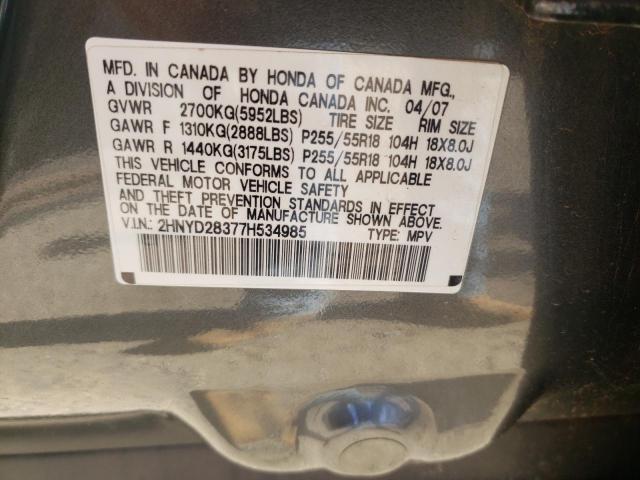 MFD. IN CANADA BY HONDA OF CANADA MFG.,
A DIVISION OF HONDA CANADA INC. 04/07
GVWR 2700KG(5952LBS) TIRE SIZE RIM SIZE
GAWR F 1310KG(2888LBS) P255/55R18 104H 18X8.0J
GAWR R 1440KG(3175LBS) P255/55R18 104H 18X8.0J
THIS VEHICLE CONFORMS TO ALL APPLICABLE
FEDERAL MOTOR VEHICLE SAFETY
AND THEFT PREVENTION STANDARDS IN EFFECT
ON THE DATE OF MANUFACTURE SHOWN ABOVE.
V.I.N.: 2HNYD28377H534985 TYPE: MPV